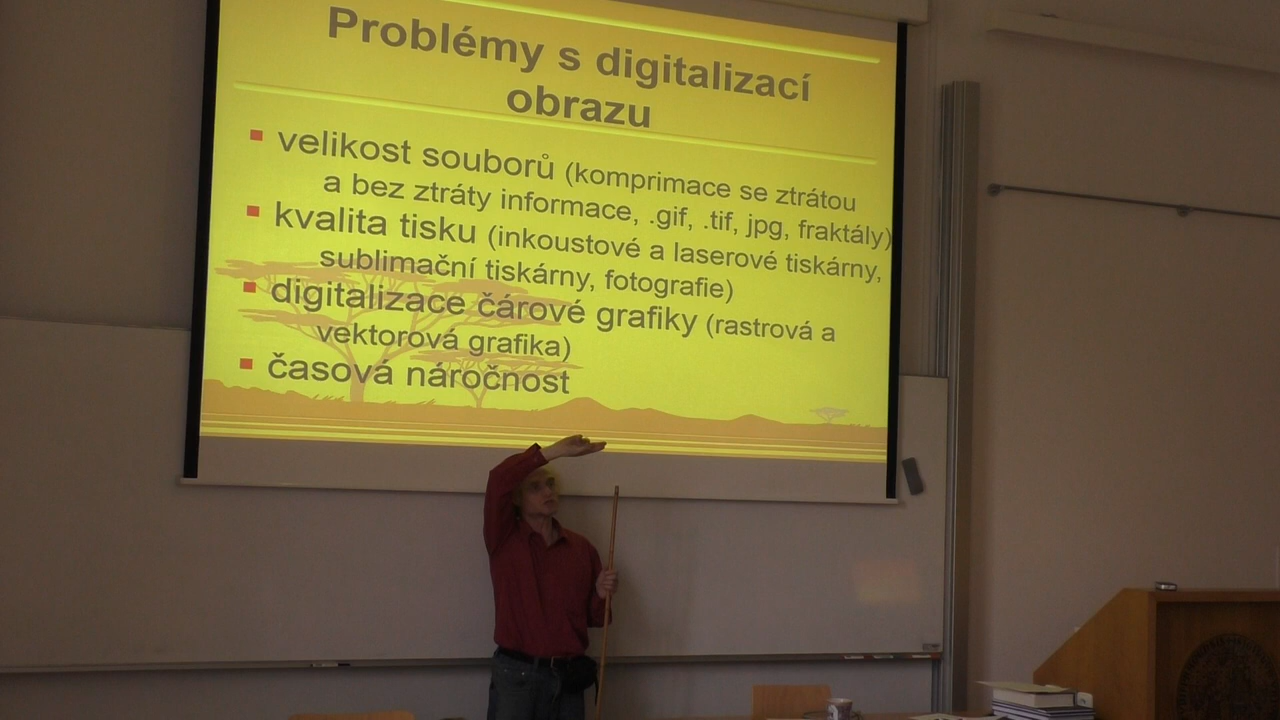 Problémy s digitalizací
obrazu
velikost souborů (komprimace se ztrátou
a bez ztráty informace, .gif, .tif, jpg, fraktály)
kvalita tisku (inkoustové a laserové tiskárny,
sublimační tiskárny, fotografie)
digitalizace čárové grafiky (rastrová a
vektorová grafika)
časová náročnost